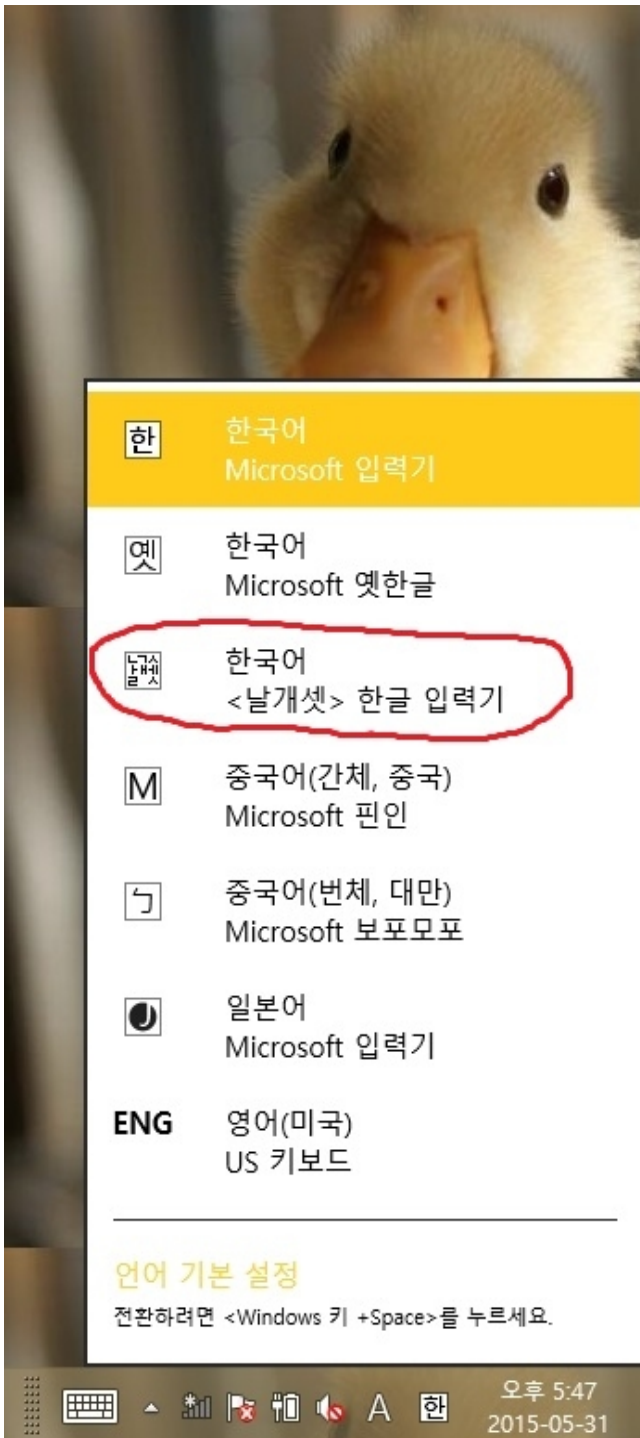 한
한국어
Microsoft 입력기
옛
한국어
Microsoft 옛한글
날개셋
한국어
<날개셋> 한글 입력기
M
중국어(간체, 중국)
Microsoft 핀인
ㄅ
중국어(번체, 대만)
Microsoft 보포모포
J
일본어
Microsoft 입력기
ENG
영어(미국)
US 키보드
언어 기본 설정
전환하려면 <Windows 키 +Space>를 누르세요.
A 한
오후 5:47
2015-05-31